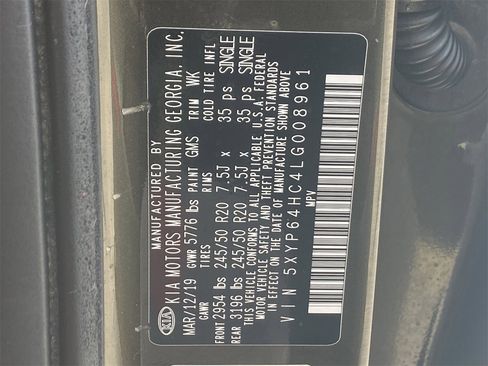 MANUFACTURED BY
KIA KIA MOTORS MANUFACTURING GEORGIA, INC.
MAR/12/19 GVWR 5776 lbs PAINT GMS TRIM WK
GAWR TIRES RIMS COLD TIRE INFL
FRONT 2954 lbs 245/50 R20 7.5J x 35 psi SINGLE
REAR 3196 lbs 245/50 R20 7.5J x 35 psi SINGLE
THIS VEHICLE CONFORMS TO ALL APPLICABLE U.S.A. FEDERAL
MOTOR VEHICLE SAFETY AND THEFT PREVENTION STANDARDS
IN EFFECT ON THE DATE OF MANUFACTURE SHOWN ABOVE
VIN 5XYP64HC4LG008961
MPV